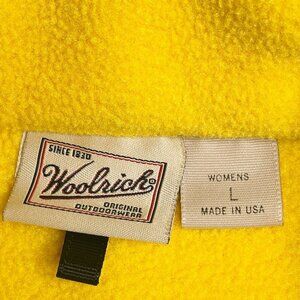 SINCE 1830
Woolrich
ORIGINAL
OUTDOORWEAR
WOMENS
L
MADE IN USA